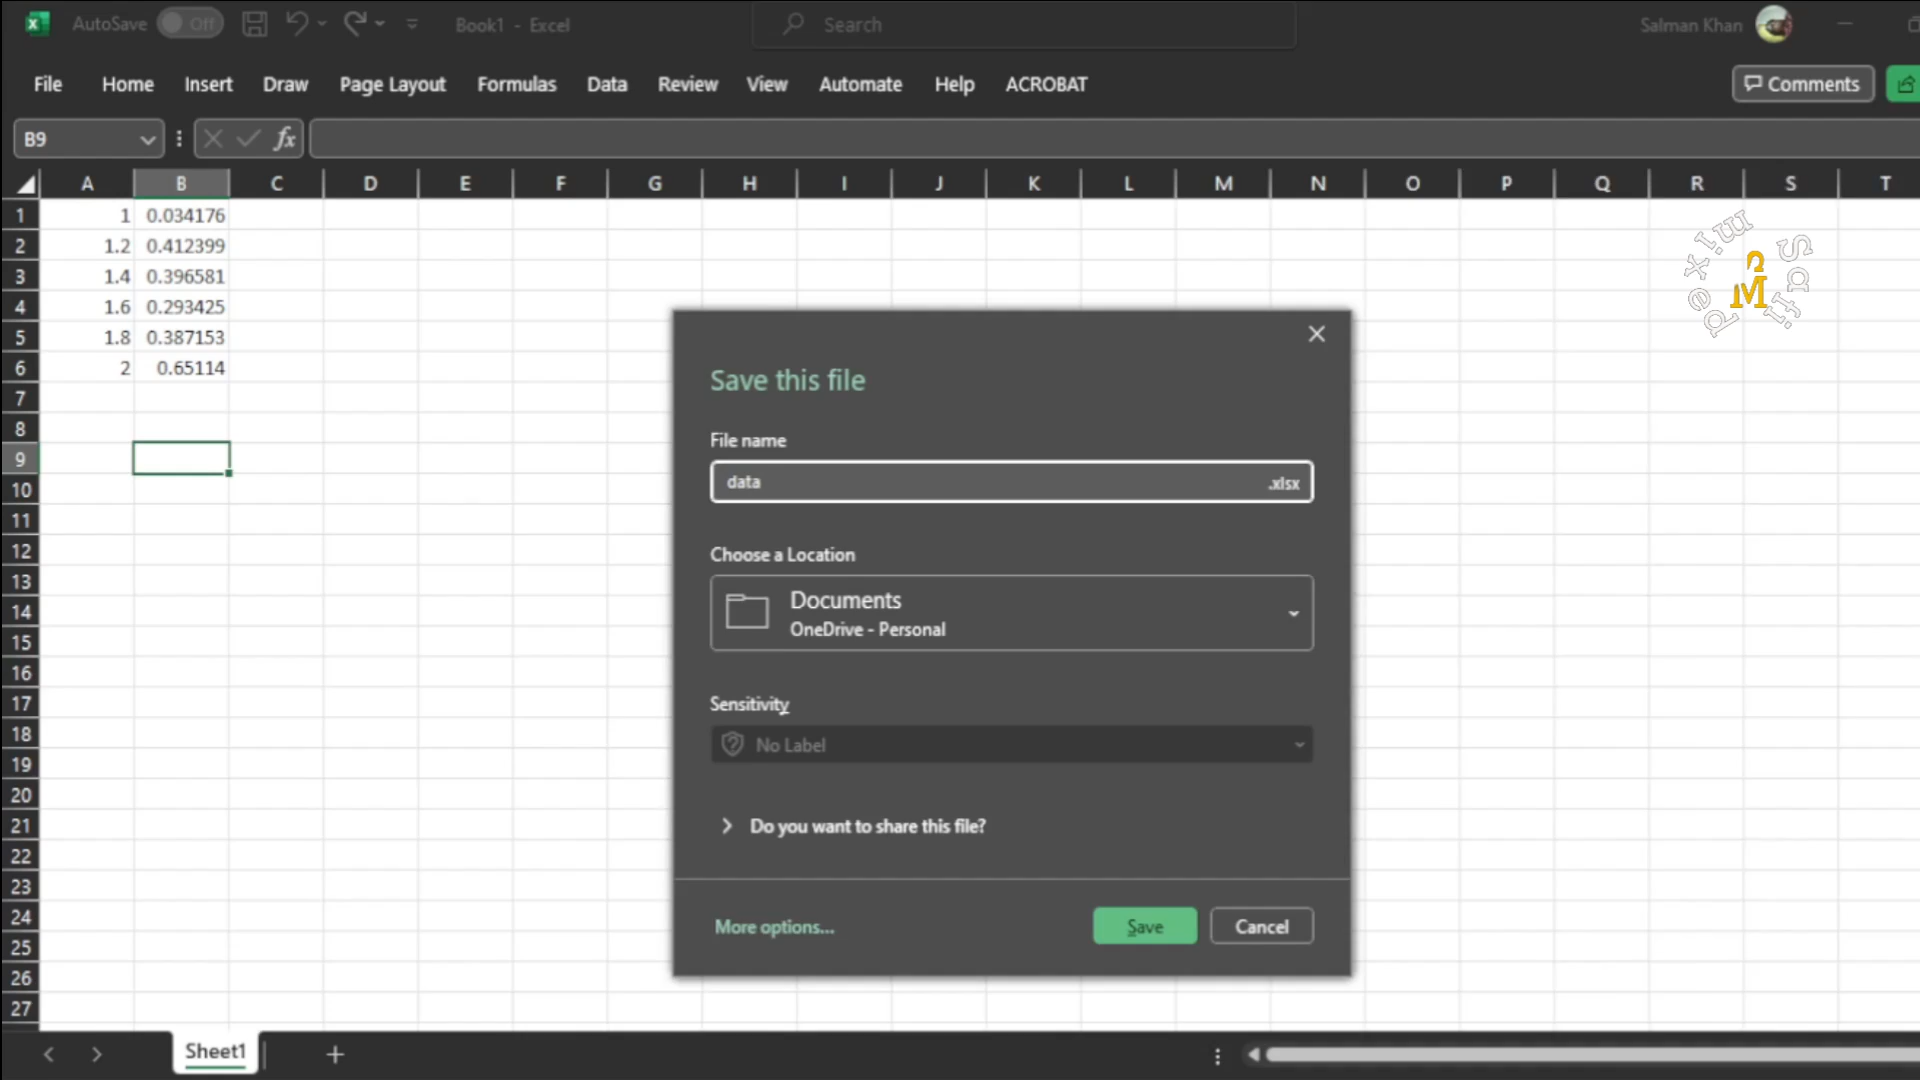 AutoSave Off Book1 - Excel Search Salman Khan
File Home Insert Draw Page Layout Formulas Data Review View Automate Help ACROBAT Comments
B9 fx
A B C D E F G H I J K L M N O P Q R S T
1 1 0.034176
2 1.2 0.412399
3 1.4 0.396581
4 1.6 0.293425
5 1.8 0.387153
6 2 0.65114
7
8
9
10
11
12
13
14
15
16
17
18
19
20
21
22
23
24
25
26
27
Save this file
File name
data .xlsx
Choose a Location
Documents
OneDrive - Personal
Sensitivity
No Label
Do you want to share this file?
More options... Save Cancel
Sheet1